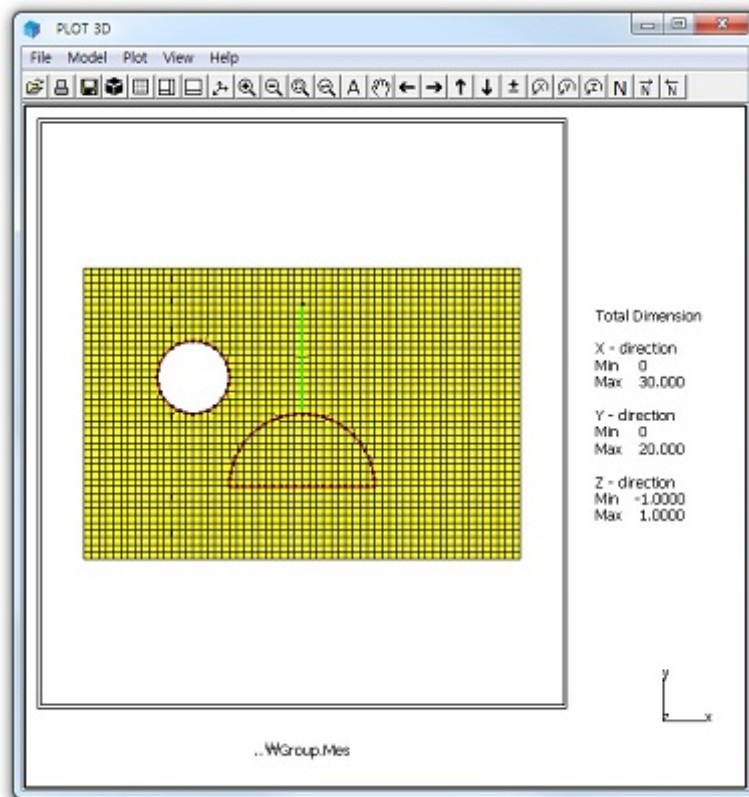 PLOT 3D
File Model Plot View Help
A N N N
Total Dimension
X - direction
Min 0
Max 30.000
Y - direction
Min 0
Max 20.000
Z - direction
Min -1.0000
Max 1.0000
y
z x
..₩Group.Mes